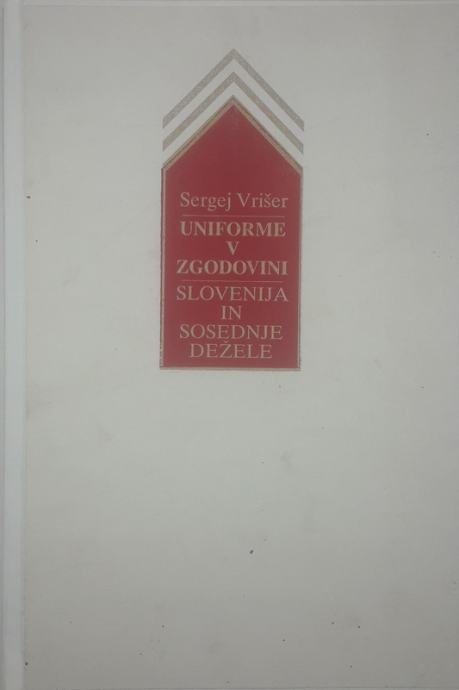 Sergej Vrišer
UNIFORME
V
ZGODOVINI
SLOVENIJA
IN
SOSEDNJE
DEŽELE